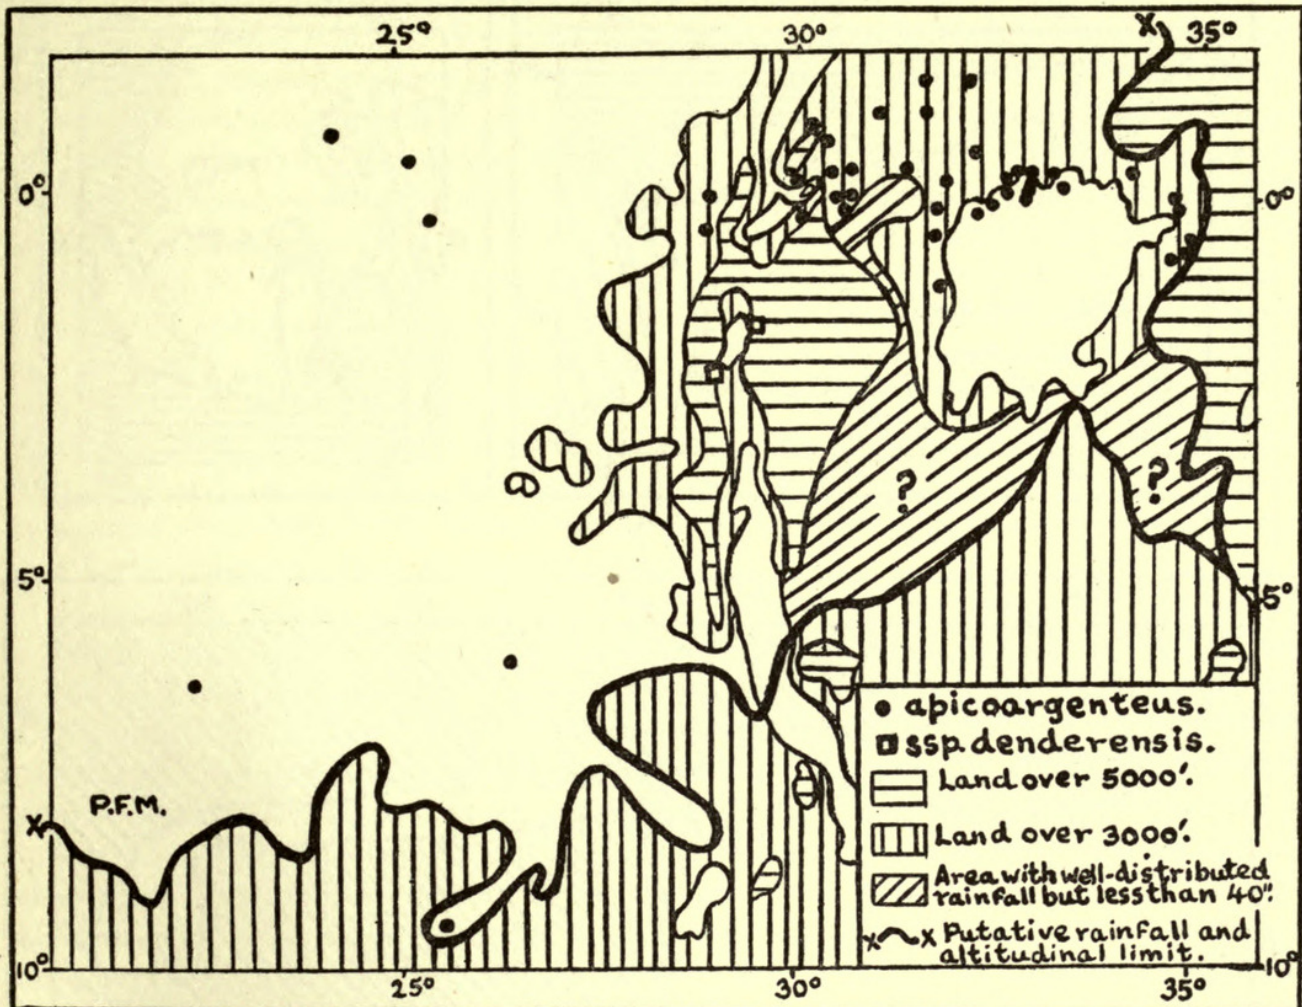 25°
30°
x 35°
0°
0°
?
?
5°
5°
apicoargenteus.
ssp. denderensis.
Land over 5000'.
Land over 3000'.
Area with well-distributed
rainfall but less than 40".
x x Putative rainfall and
altitudinal limit.
P.F.M.
x
10°
10°
25°
30°
35°